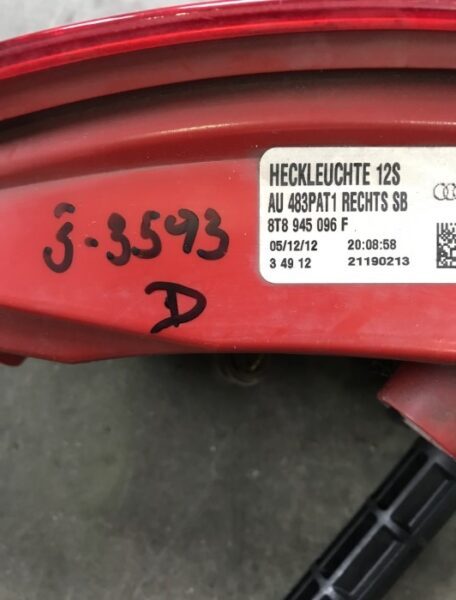 HECKLEUCHTE 12S
AU 483PAT1 RECHTS SB
8T8 945 096 F
05/12/12 20:08:58
3 49 12 21190213
š-3593
D